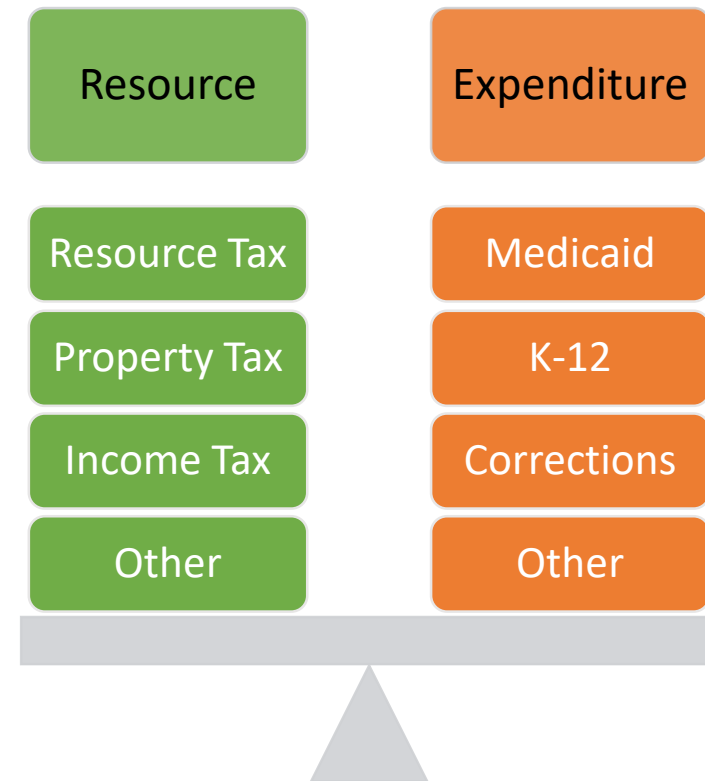 Resource
Expenditure
Resource Tax
Medicaid
Property Tax
K-12
Income Tax
Corrections
Other
Other